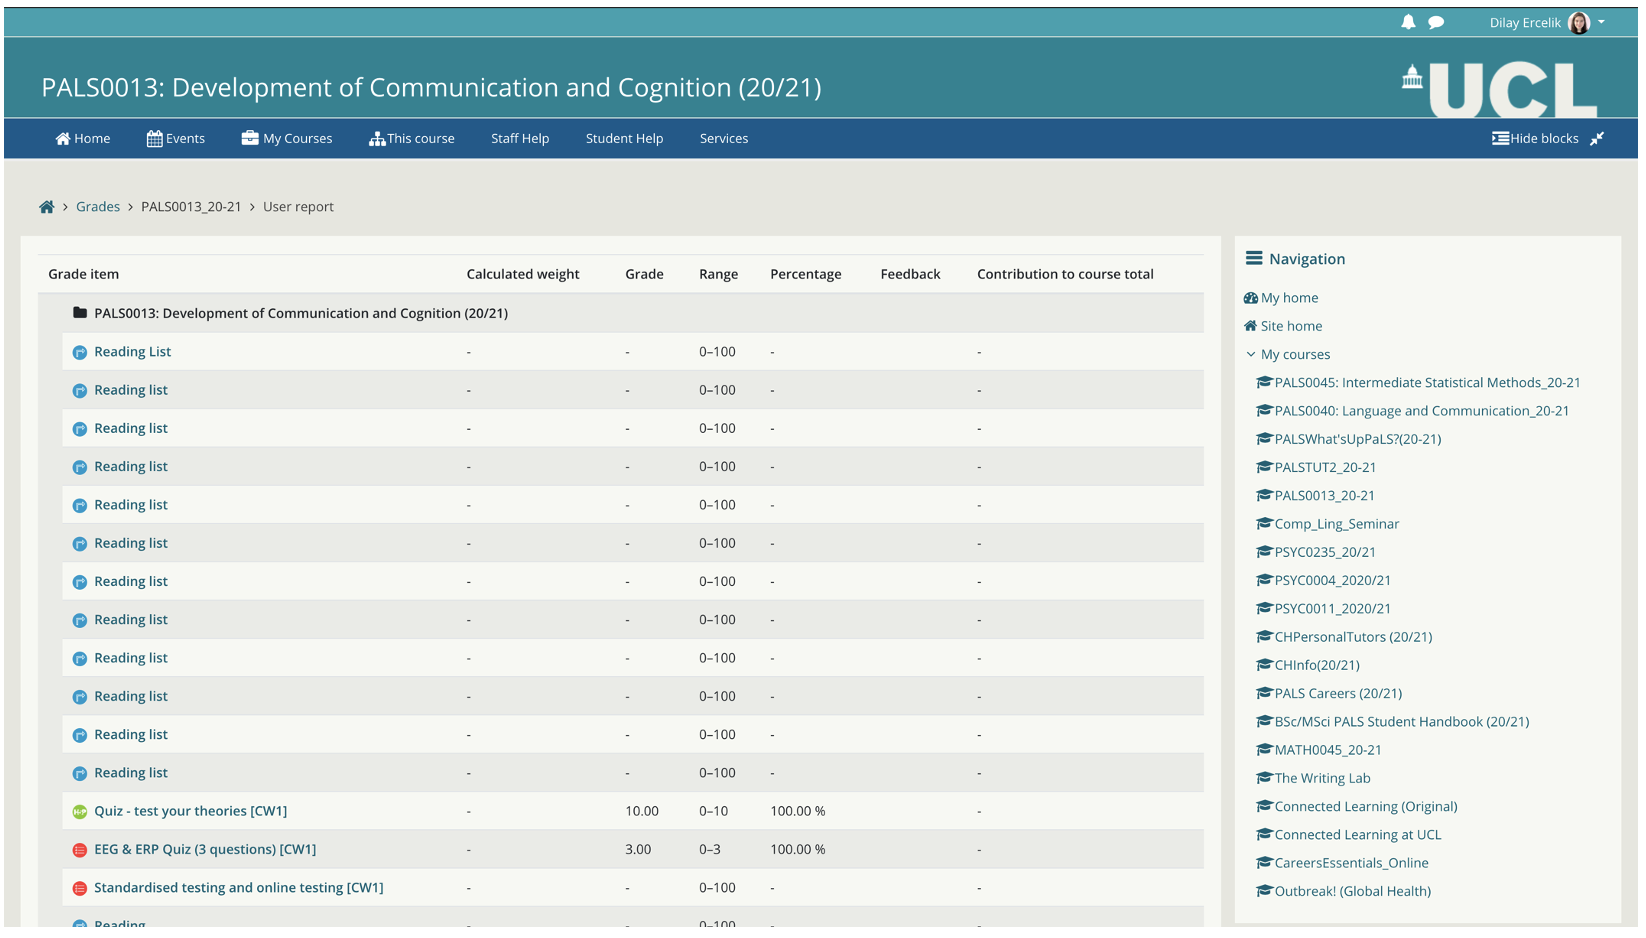 Dilay Ercelik
PALS0013: Development of Communication and Cognition (20/21)
UCL
Home Events My Courses This course Staff Help Student Help Services Hide blocks
Grades > PALS0013_20-21 > User report
Grade item Calculated weight Grade Range Percentage Feedback Contribution to course total
PALS0013: Development of Communication and Cognition (20/21)
Reading List - - 0–100 - -
Reading list - - 0–100 - -
Reading list - - 0–100 - -
Reading list - - 0–100 - -
Reading list - - 0–100 - -
Reading list - - 0–100 - -
Reading list - - 0–100 - -
Reading list - - 0–100 - -
Reading list - - 0–100 - -
Reading list - - 0–100 - -
Reading list - - 0–100 - -
Reading list - - 0–100 - -
H-P Quiz - test your theories [CW1] - 10.00 0–10 100.00 % -
EEG & ERP Quiz (3 questions) [CW1] - 3.00 0–3 100.00 % -
Standardised testing and online testing [CW1] - - 0–100 - -
Reading 0–100
Navigation
My home
Site home
My courses
PALS0045: Intermediate Statistical Methods_20-21
PALS0040: Language and Communication_20-21
PALSWhat'sUpPaLS?(20-21)
PALSTUT2_20-21
PALS0013_20-21
Comp_Ling_Seminar
PSYC0235_20/21
PSYC0004_2020/21
PSYC0011_2020/21
CHPersonalTutors (20/21)
CHInfo(20/21)
PALS Careers (20/21)
BSc/MSci PALS Student Handbook (20/21)
MATH0045_20-21
The Writing Lab
Connected Learning (Original)
Connected Learning at UCL
CareersEssentials_Online
Outbreak! (Global Health)